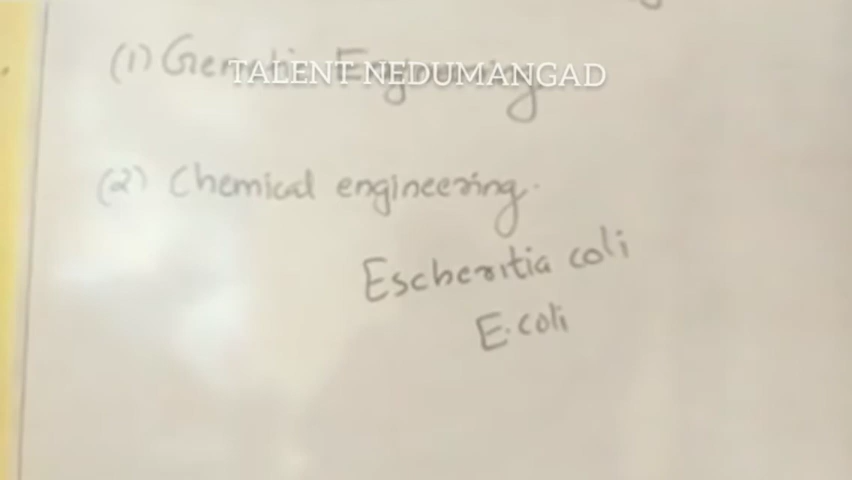 (1) Genetic Engineering
TALENT NEDUMANGAD
(2) Chemical engineering.
Escheritia coli
E.coli